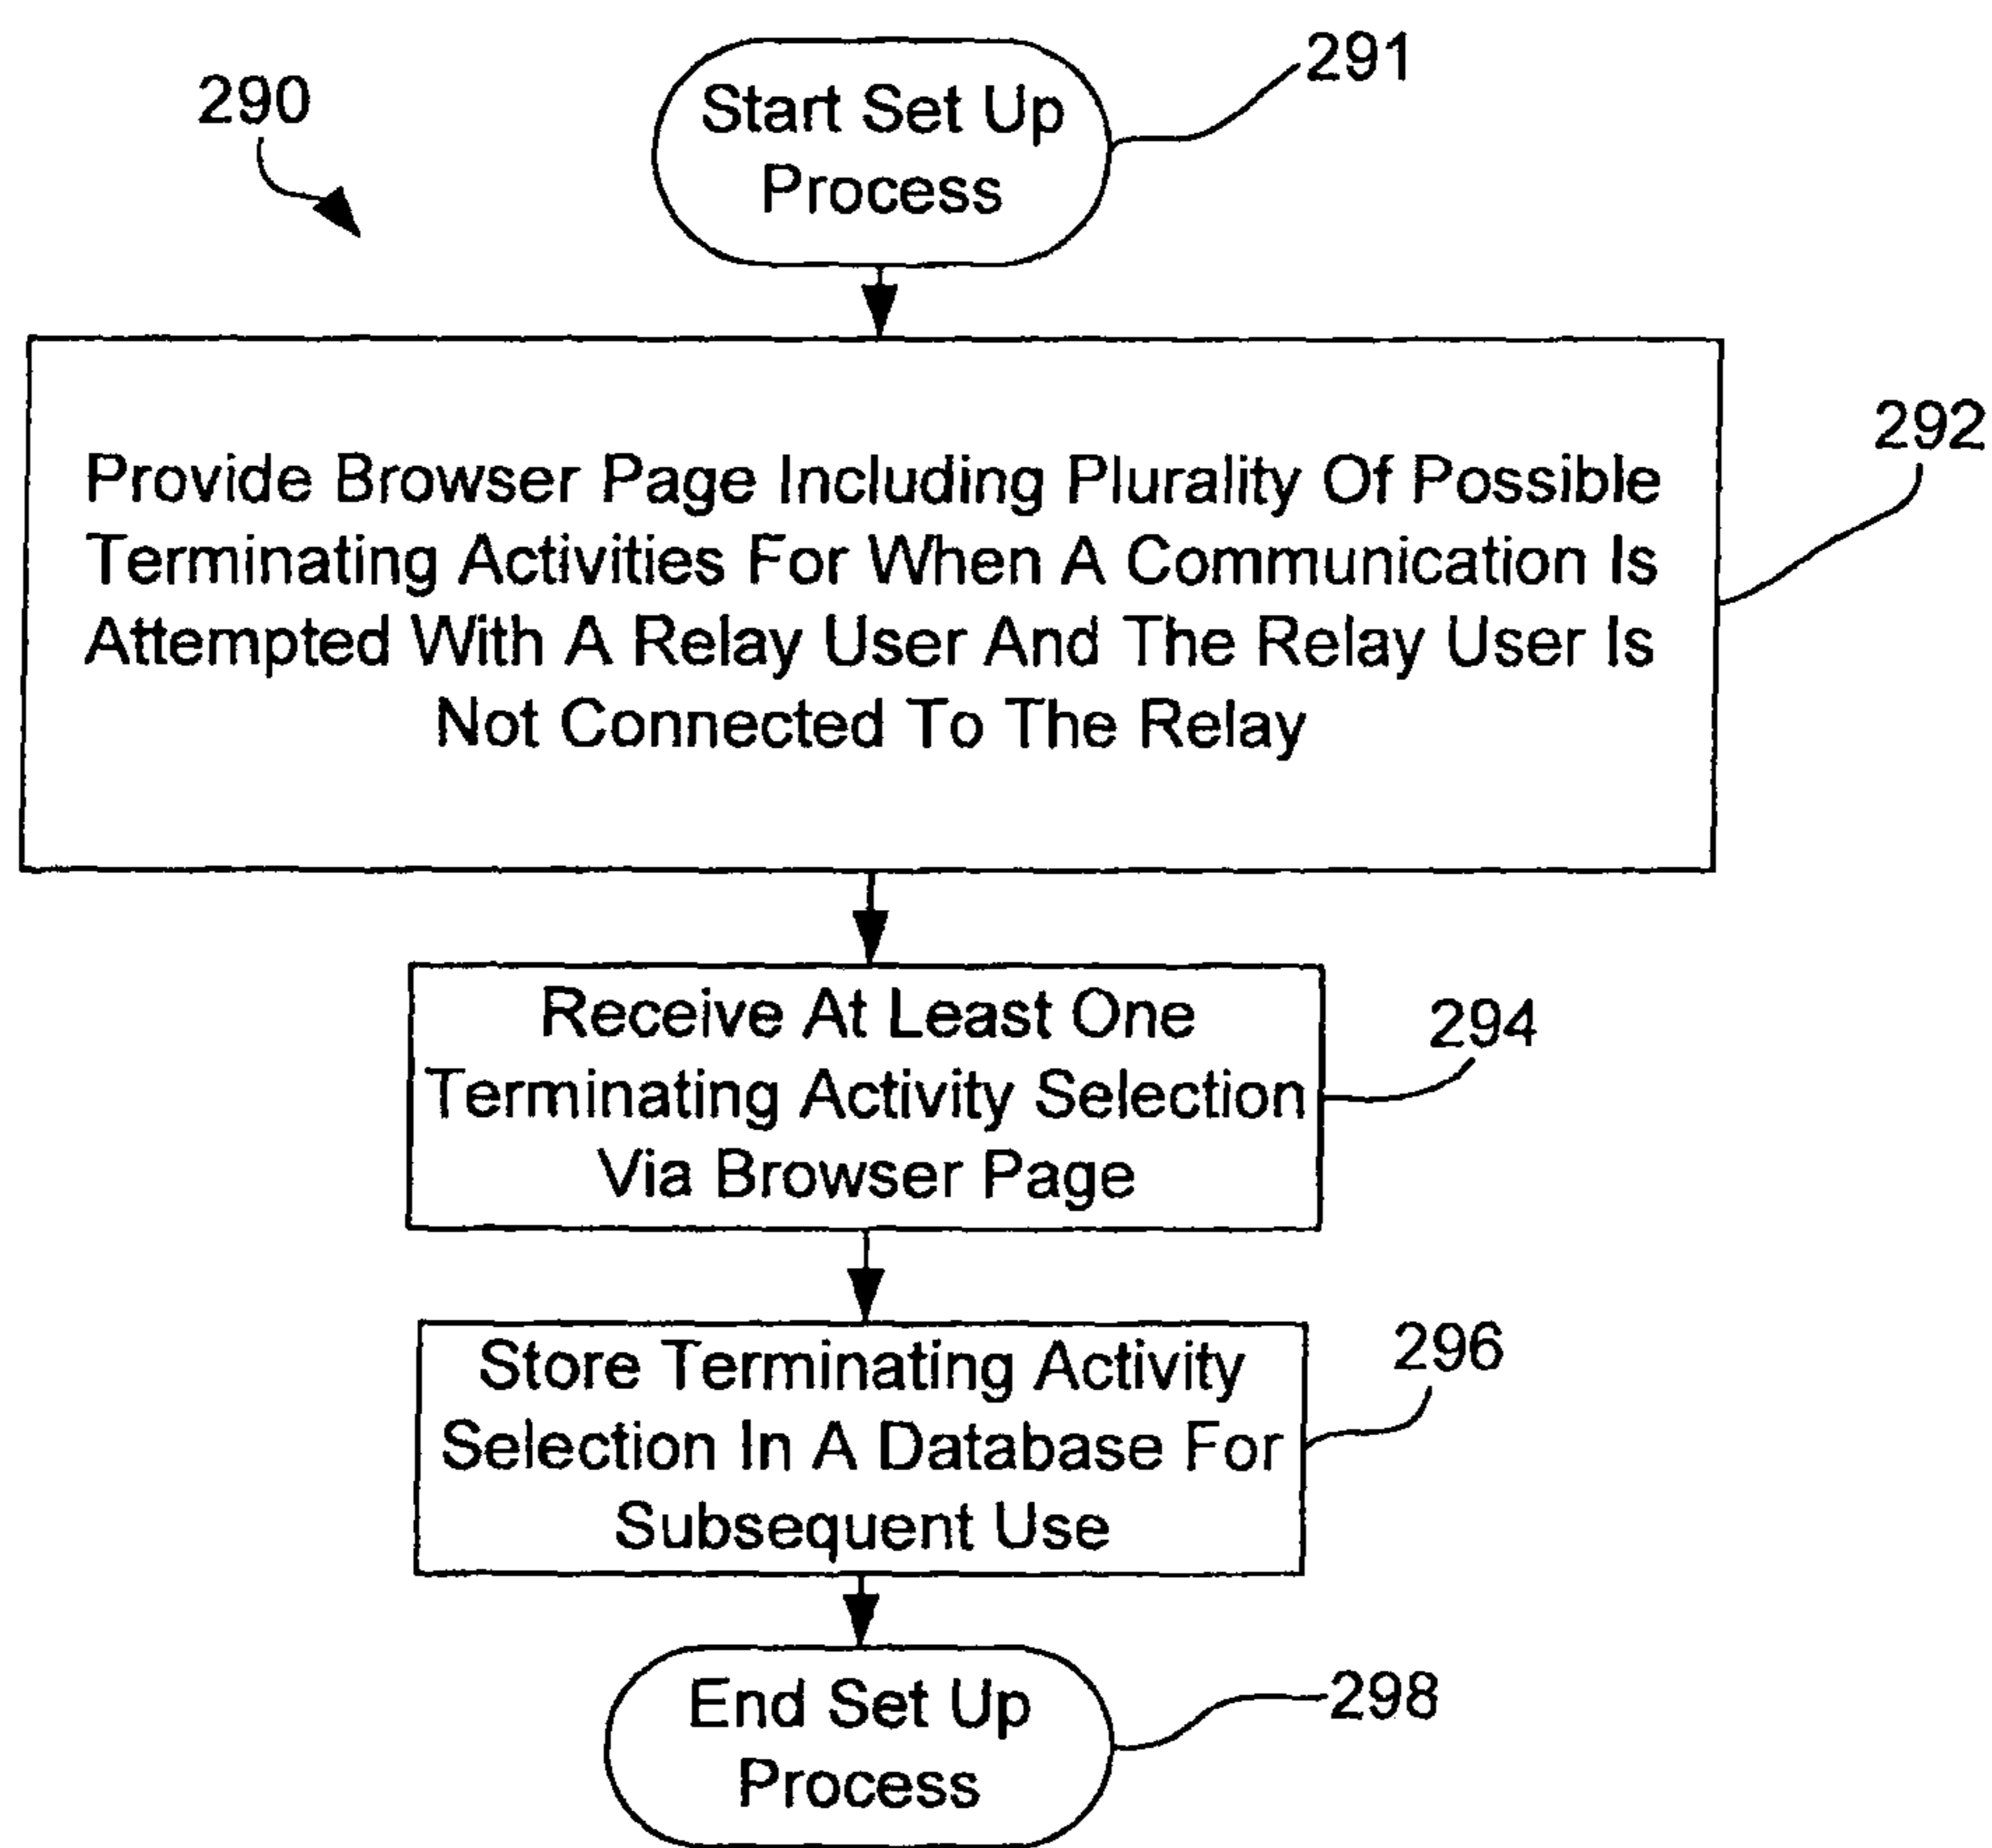 290
291
Start Set Up
Process
292
Provide Browser Page Including Plurality Of Possible
Terminating Activities For When A Communication Is
Attempted With A Relay User And The Relay User Is
Not Connected To The Relay
294
Receive At Least One
Terminating Activity Selection
Via Browser Page
296
Store Terminating Activity
Selection In A Database For
Subsequent Use
298
End Set Up
Process